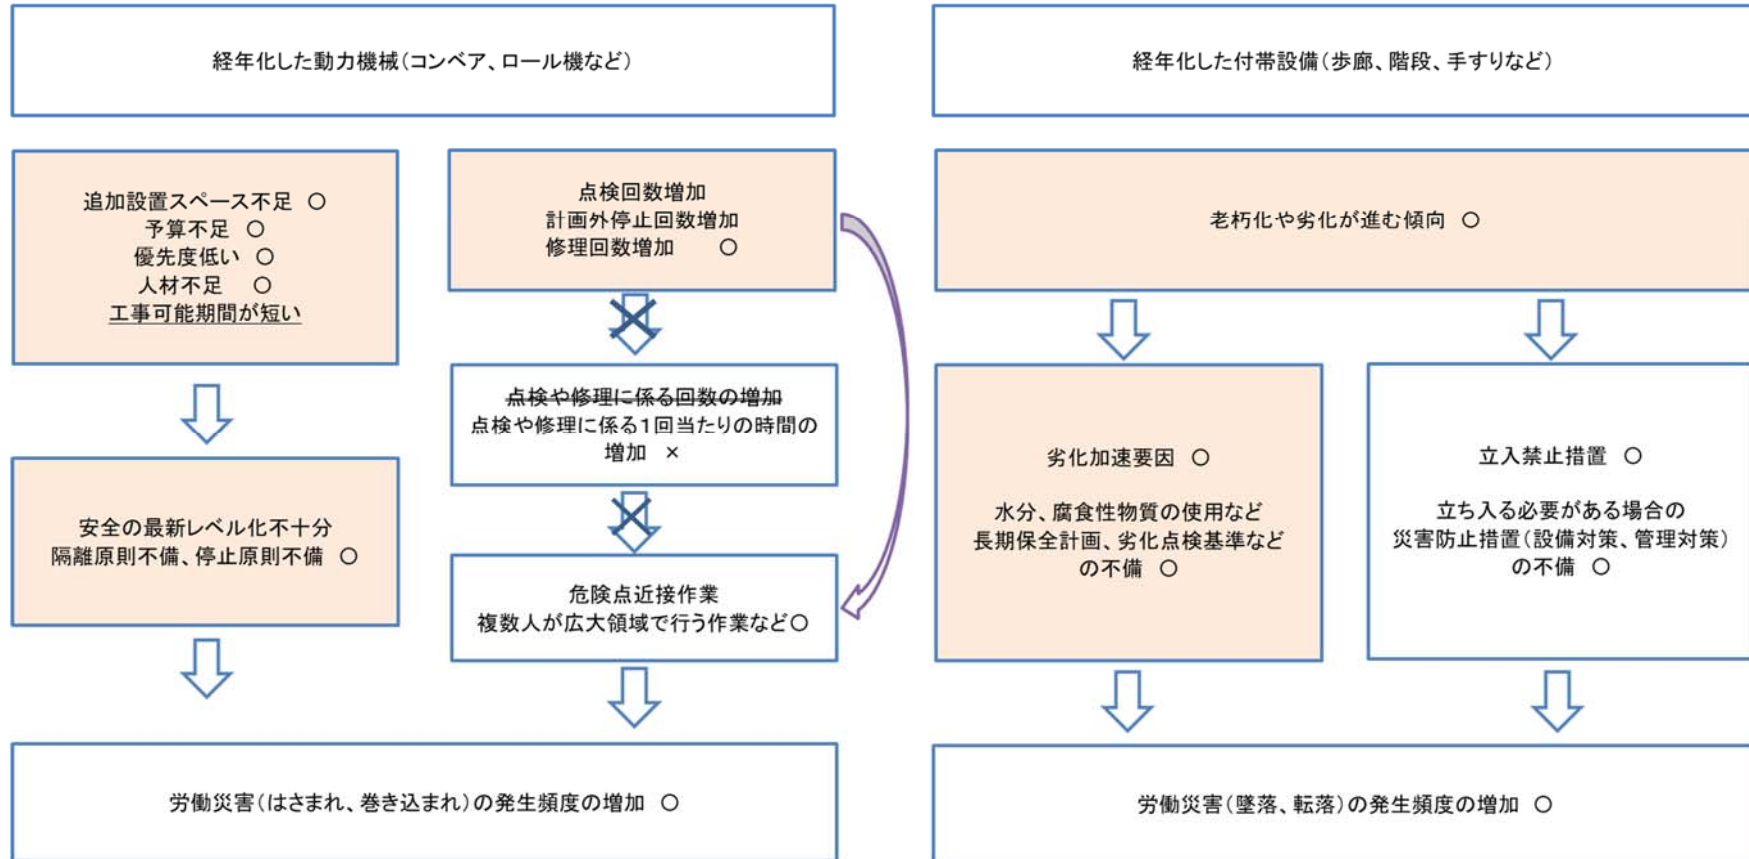 経年化した動力機械(コンベア、ロール機など)
追加設置スペース不足 ○
予算不足 ○
優先度低い ○
人材不足 ○
工事可能期間が短い
安全の最新レベル化不十分
隔離原則不備、停止原則不備 ○
点検回数増加
計画外停止回数増加
修理回数増加 ○
点検や修理に係る回数の増加
点検や修理に係る1回当たりの時間の
増加 ×
危険点近接作業
複数人が広大領域で行う作業など○
労働災害(はさまれ、巻き込まれ)の発生頻度の増加 ○
経年化した付帯設備(歩廊、階段、手すりなど)
老朽化や劣化が進む傾向 ○
劣化加速要因 ○
水分、腐食性物質の使用など
長期保全計画、劣化点検基準など
の不備 ○
立入禁止措置 ○
立ち入る必要がある場合の
災害防止措置(設備対策、管理対策)
の不備 ○
労働災害(墜落、転落)の発生頻度の増加 ○